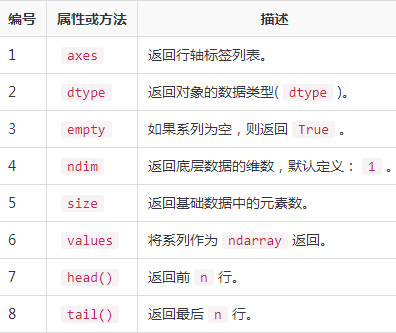 编号 属性或方法 描述
1 axes 返回行轴标签列表。
2 dtype 返回对象的数据类型( dtype )。
3 empty 如果系列为空，则返回 True 。
4 ndim 返回底层数据的维数，默认定义： 1 。
5 size 返回基础数据中的元素数。
6 values 将系列作为 ndarray 返回。
7 head() 返回前 n 行。
8 tail() 返回最后 n 行。